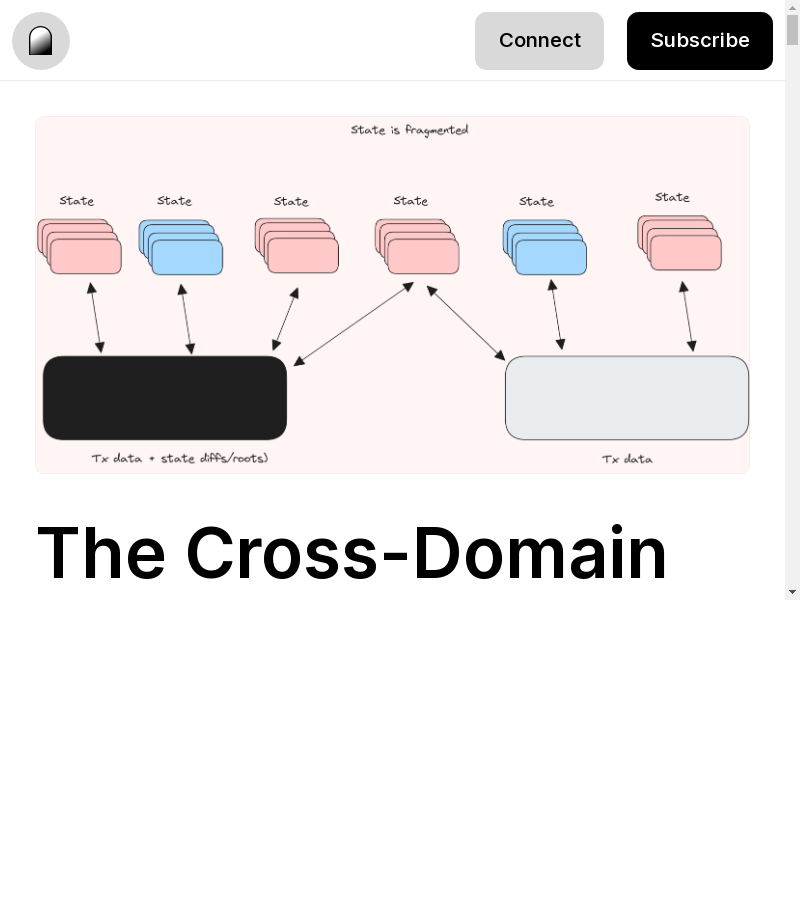 Connect Subscribe
State is fragmented
State State State State State State
Tx data + state diffs/roots)
Tx data
The Cross-Domain